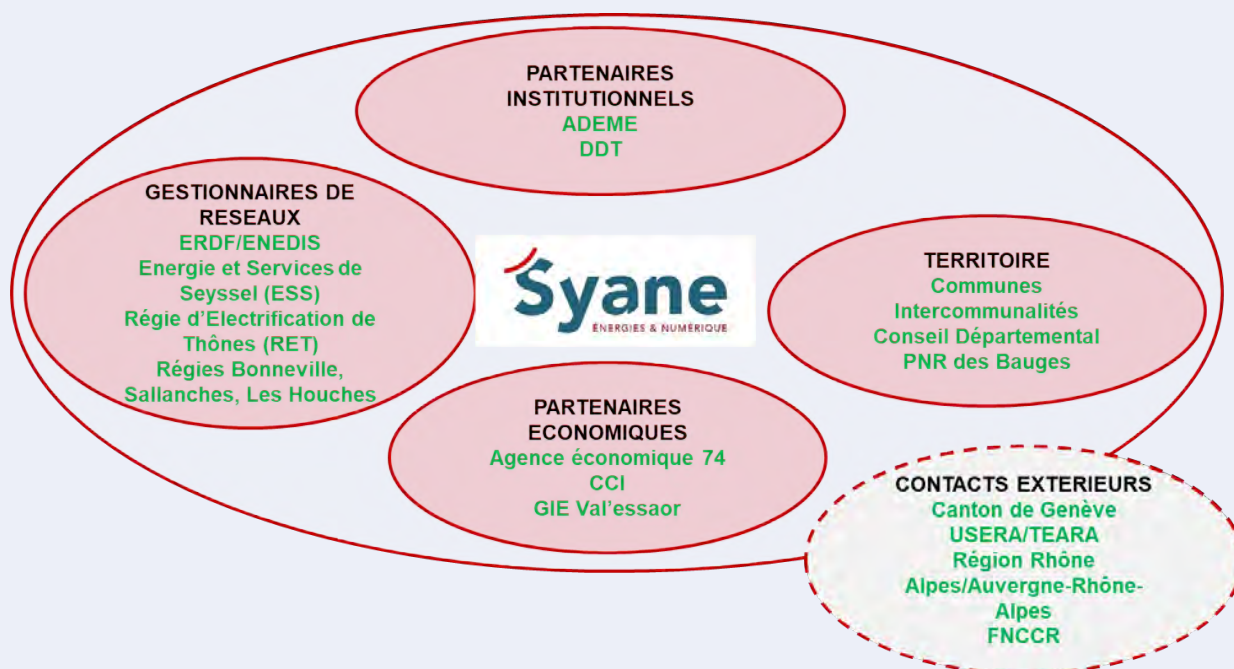 PARTENAIRES
INSTITUTIONNELS
ADEME
DDT
GESTIONNAIRES DE
RESEAUX
ERDF/ENEDIS
Energie et Services de
Seyssel (ESS)
Régie d'Electrification de
Thônes (RET)
Régies Bonneville,
Sallanches, Les Houches
Syane
ÉNERGIES & NUMÉRIQUE
TERRITOIRE
Communes
Intercommunalités
Conseil Départemental
PNR des Bauges
PARTENAIRES
ECONOMIQUES
Agence économique 74
CCI
GIE Val'essaor
CONTACTS EXTERIEURS
Canton de Genève
USERA/TEARA
Région Rhône
Alpes/Auvergne-Rhône-
Alpes
FNCCR